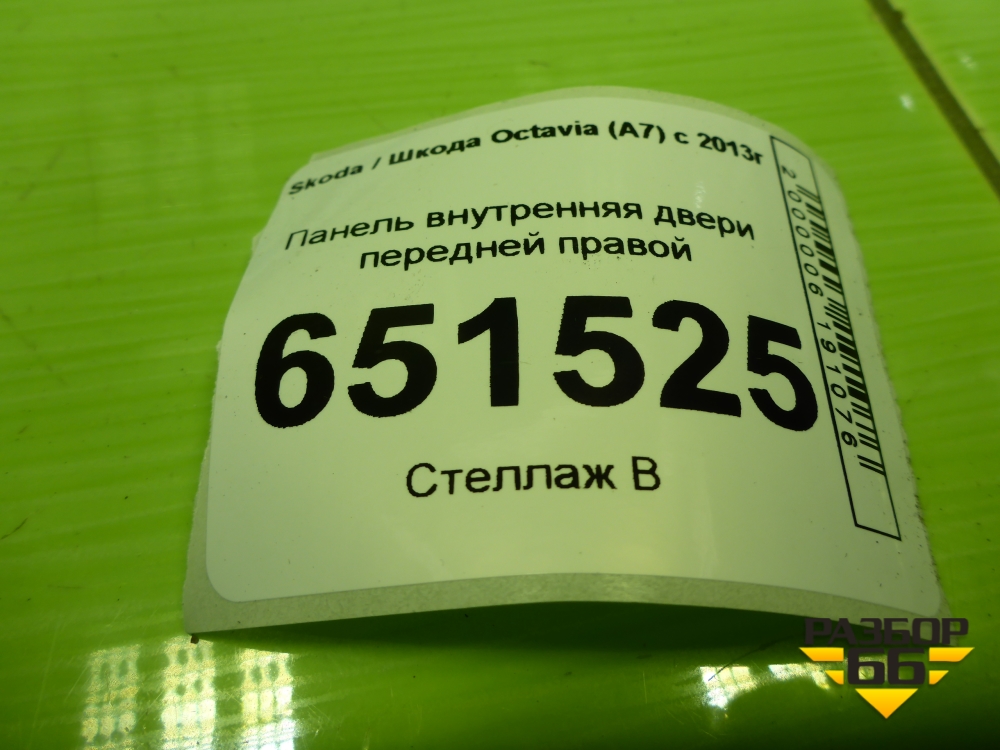 Skoda / Шкода Octavia (A7) с 2013г
Панель внутренняя двери
передней правой
651525
Стеллаж В
2000006191076
РАЗБОР
66